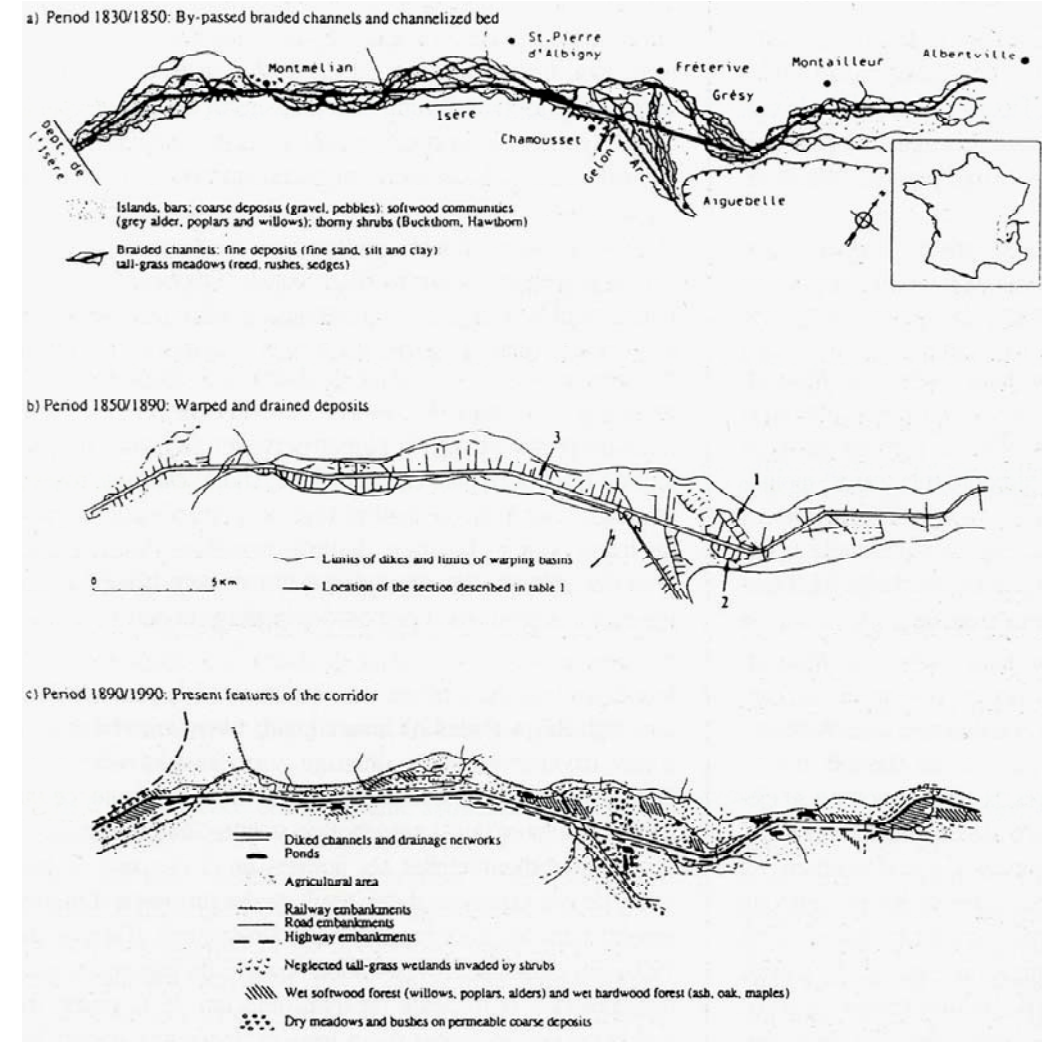 a) Period 1830/1850: By-passed braided channels and channelized bed
St.Pierre
d'Albigny
Albertville
Montmélian
Fréterive
Montailleur
Grésy
Isère
Chamousset
Dept. de
l'Isère
Gelon
Arc
Aiguebelle
Islands, bars; coarse deposits (gravel, pebbles): softwood communities
(grey alder, poplars and willows); thorny shrubs (Buckthorn, Hawthorn)
Braided channels; fine deposits (fine sand, silt and clay)
tall-grass meadows (reed, rushes, sedges)
b) Period 1850/1890: Warped and drained deposits
3
1
Limits of dikes and limits of warping basins
0 5 Km
Location of the section described in table 1
2
c) Period 1890/1990: Present features of the corridor
Diked channels and drainage networks
Ponds
Agricultural area
Railway embankments
Road embankments
Highway embankments
Neglected tall-grass wetlands invaded by shrubs
Wet softwood forest (willows, poplars, alders) and wet hardwood forest (ash, oak, maples)
Dry meadows and bushes on permeable coarse deposits